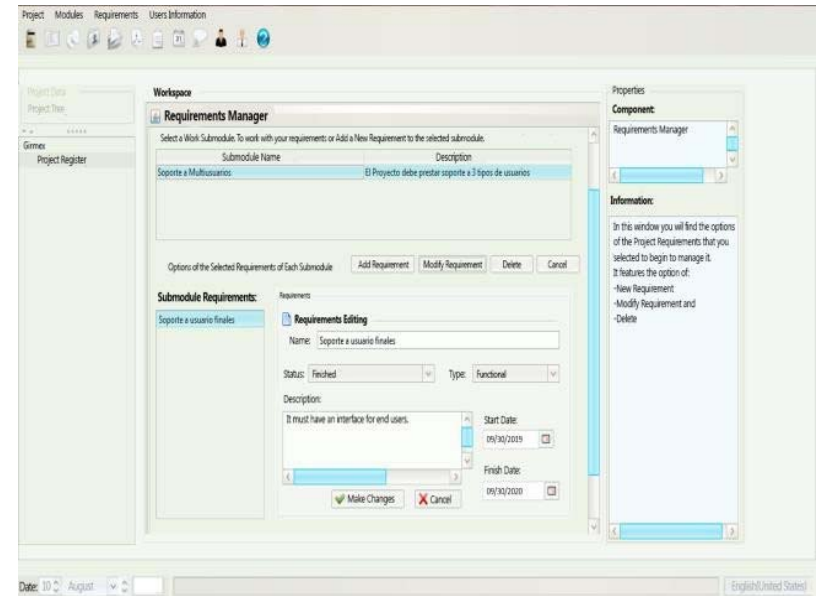 Project Modules Requirements Users Information
Project Data
Project Tree
Girmex
Project Register
Workspace
Requirements Manager
Select a Work Submodule. To work with your requirements or Add a New Requirement to the selected submodule.
Submodule Name Description
Soporte a Multiusuarios El Proyecto debe prestar soporte a 3 tipos de usuarios
Options of the Selected Requirements of Each Submodule Add Requirement Modify Requirement Delete Cancel
Submodule Requirements:
Soporte a usuario finales
Requirements
Requirements Editing
Name: Soporte a usuario finales
Status: Finished Type: Functional
Description:
It must have an interface for end users.
Start Date:
09/30/2019
Finish Date:
09/30/2020
Make Changes Cancel
Properties
Component:
Requirements Manager
Information:
In this window you will find the options
of the Project Requirements that you
selected to begin to manage it.
It features the option of:
-New Requirement
-Modify Requirement and
-Delete
Date: 10 August English(United States)